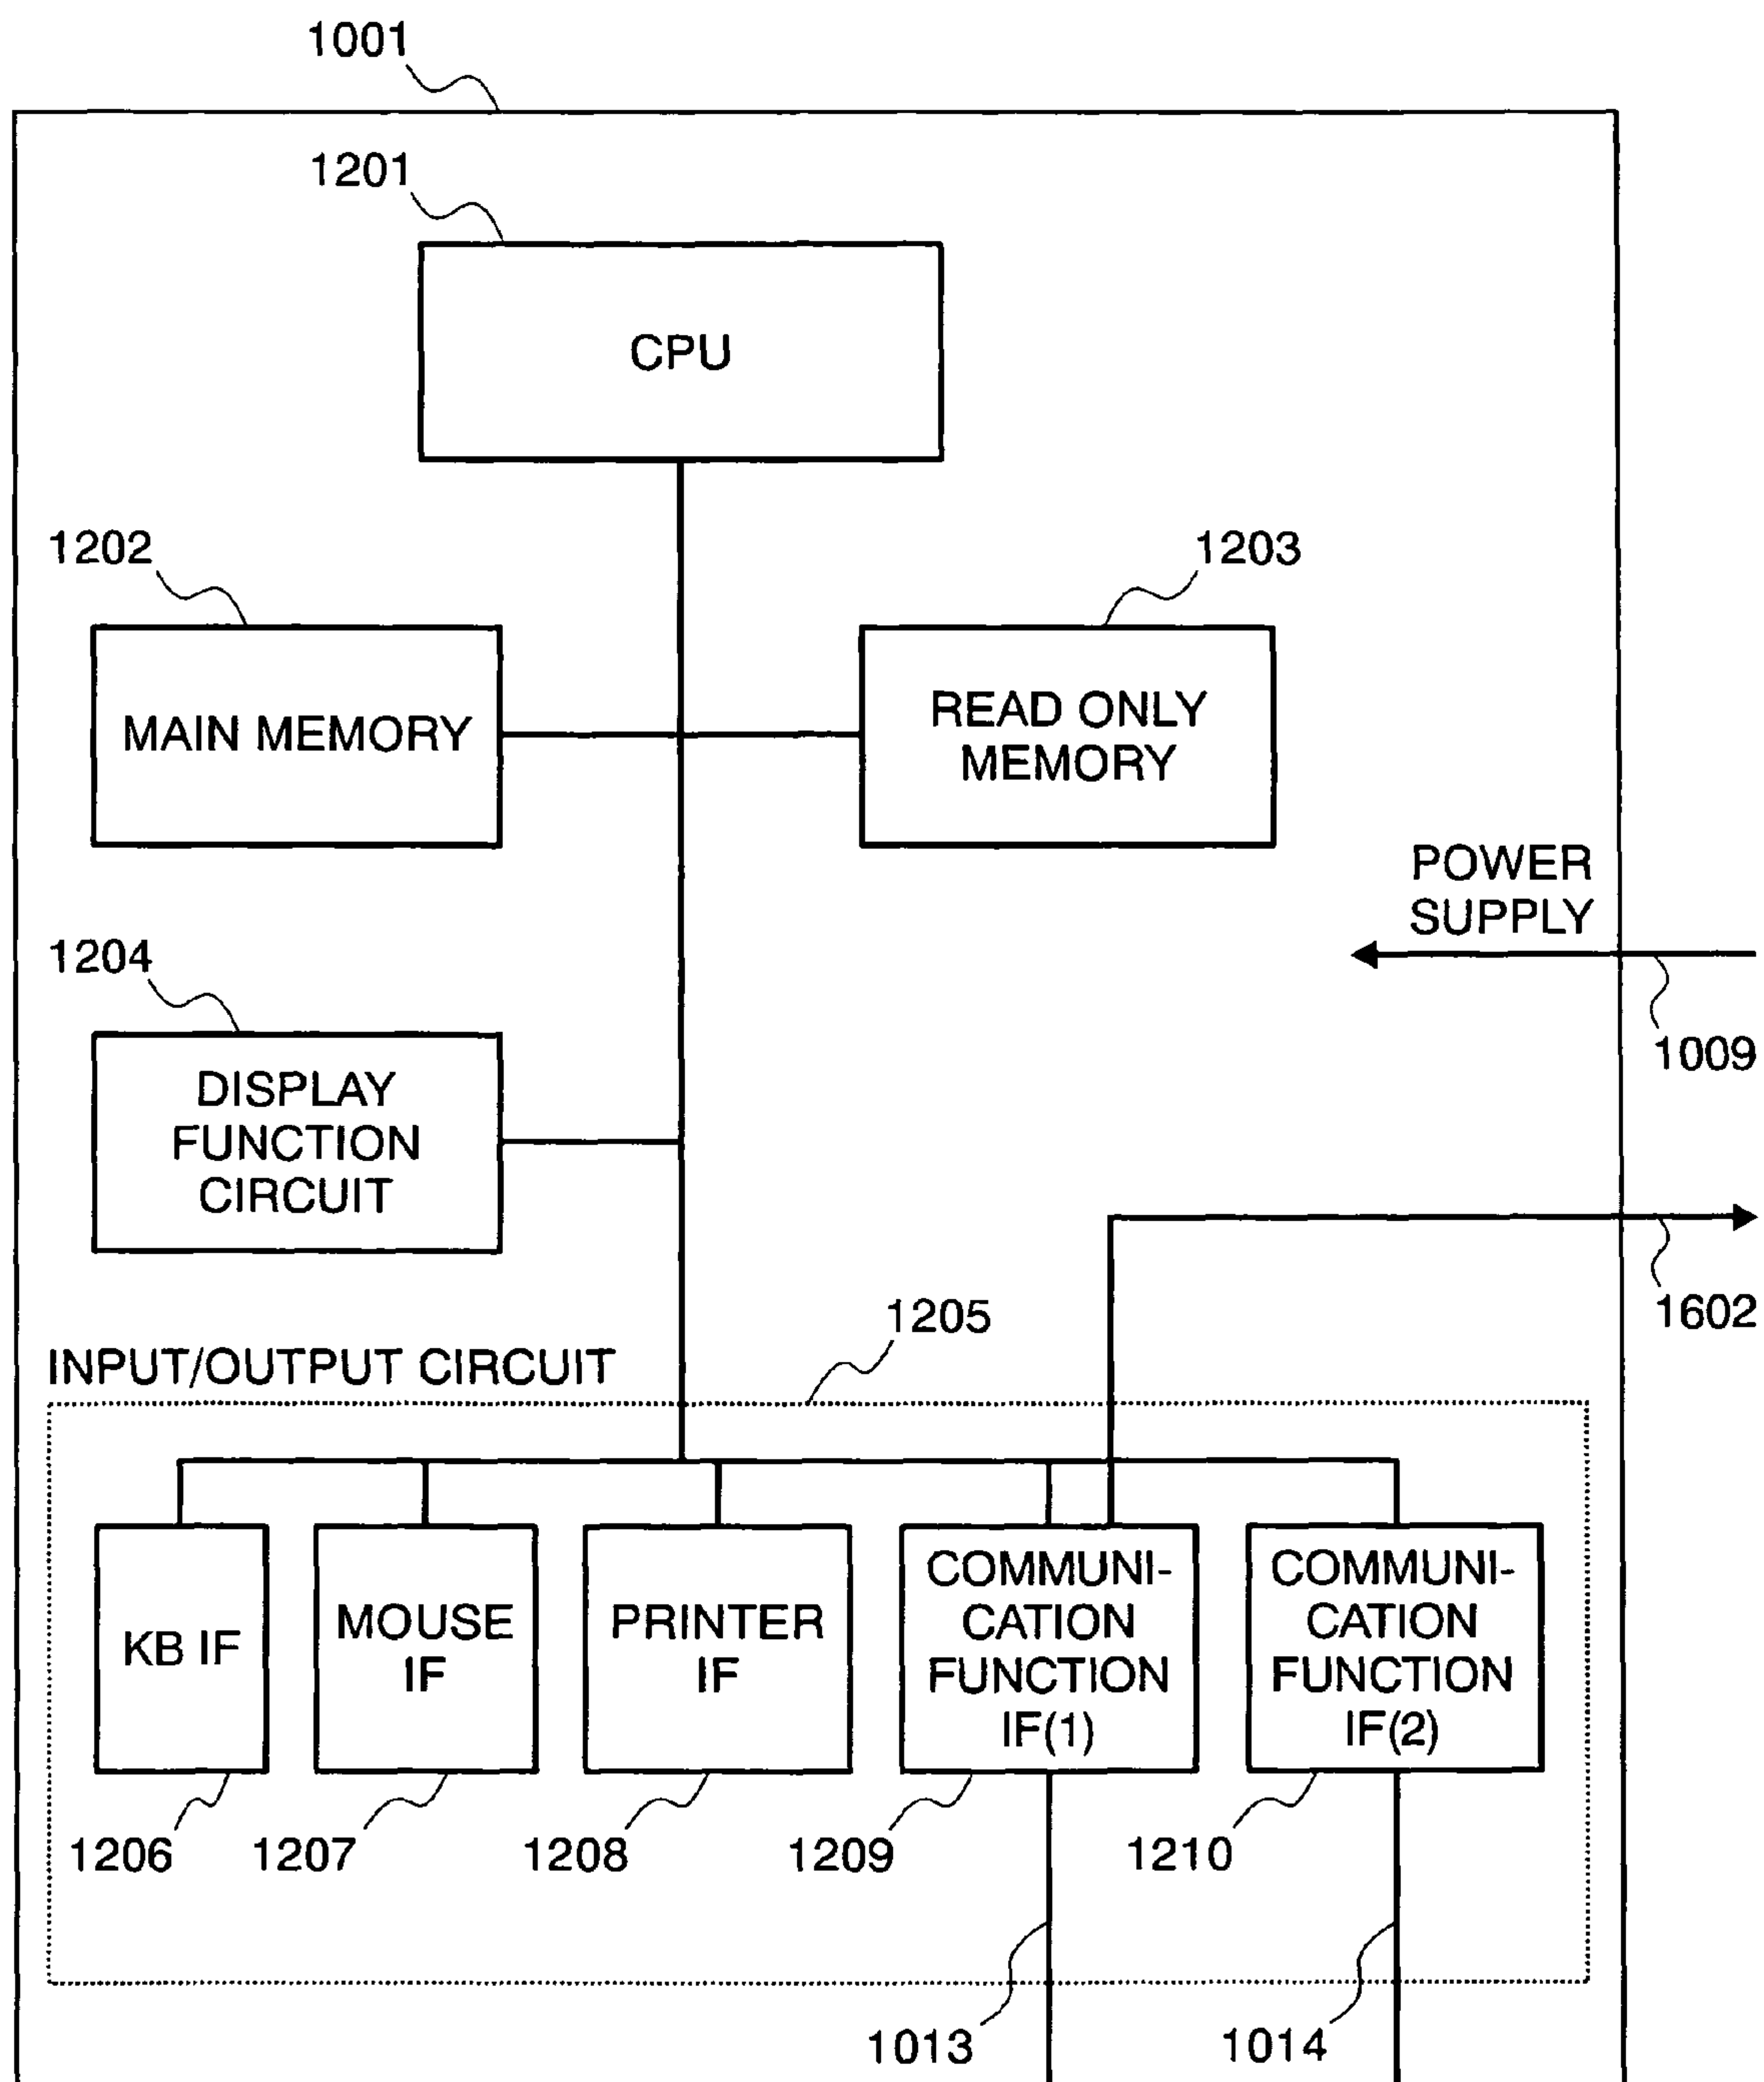 1001
1201
CPU
1202
1203
MAIN MEMORY
READ ONLY
MEMORY
POWER
SUPPLY
1204
1009
DISPLAY
FUNCTION
CIRCUIT
1602
1205
INPUT/OUTPUT CIRCUIT
KB IF
MOUSE
IF
PRINTER
IF
COMMUNI-
CATION
FUNCTION
IF(1)
COMMUNI-
CATION
FUNCTION
IF(2)
1206
1207
1208
1209
1210
1013
1014